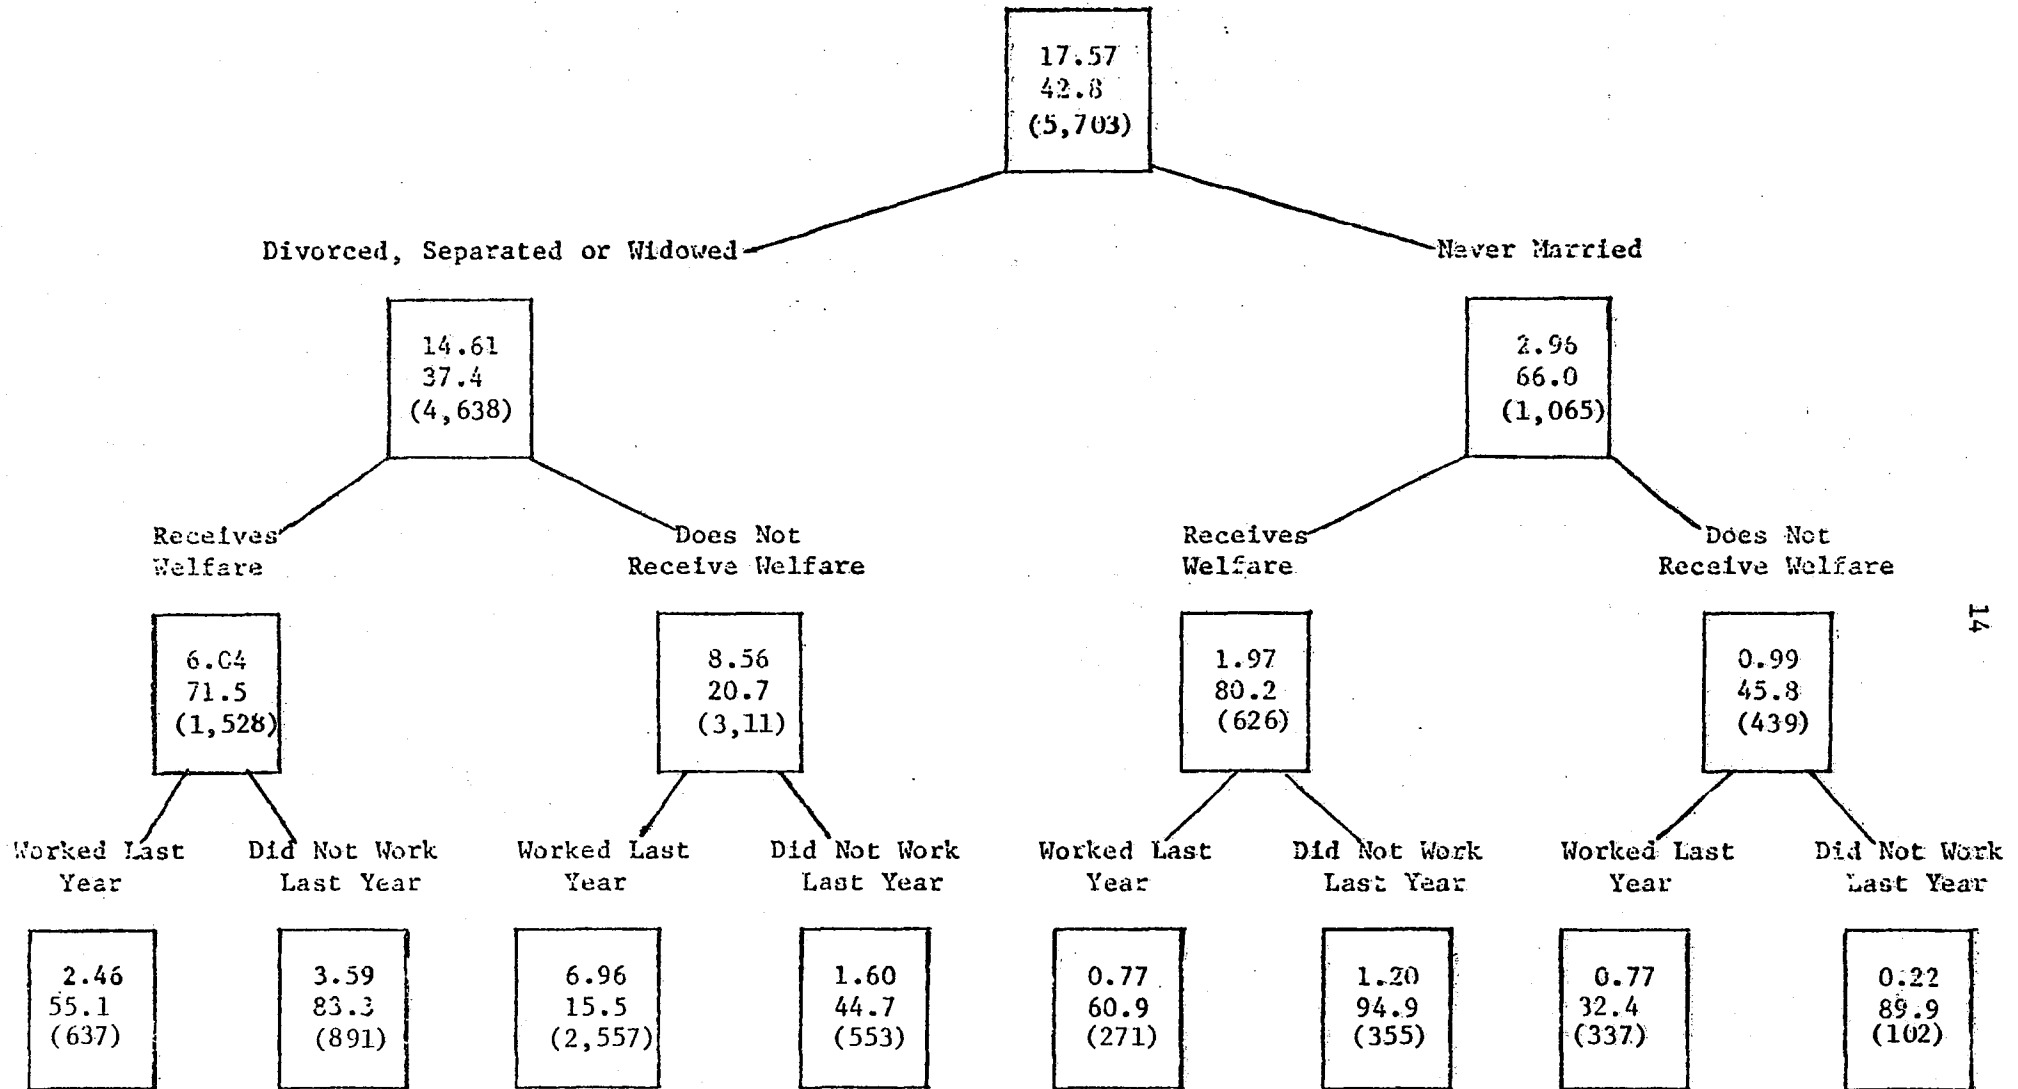 17.57
42.8
(5,703)
Divorced, Separated or Widowed
Never Married
14.61
37.4
(4,638)
2.96
66.0
(1,065)
Receives
Welfare
Does Not
Receive Welfare
Receives
Welfare
Does Not
Receive Welfare
14
6.04
71.5
(1,528)
8.56
20.7
(3,11)
1.97
80.2
(626)
0.99
45.8
(439)
Worked Last
Year
Did Not Work
Last Year
Worked Last
Year
Did Not Work
Last Year
Worked Last
Year
Did Not Work
Last Year
Worked Last
Year
Did Not Work
Last Year
2.46
55.1
(637)
3.59
83.3
(891)
6.96
15.5
(2,557)
1.60
44.7
(553)
0.77
60.9
(271)
1.20
94.9
(355)
0.77
32.4
(337)
0.22
89.9
(102)